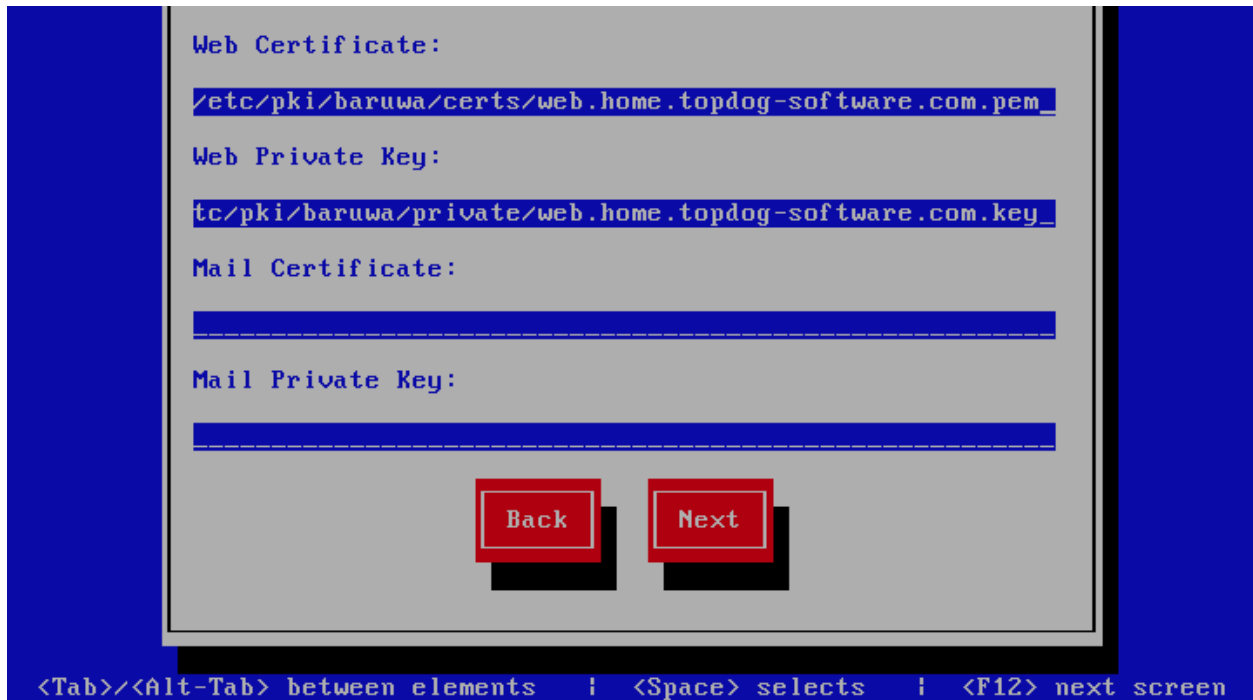 Web Certificate:
/etc/pki/baruwa/certs/web.home.topdog-software.com.pem_
Web Private Key:
tc/pki/baruwa/private/web.home.topdog-software.com.key_
Mail Certificate:
Mail Private Key:
Back Next
<Tab>/<Alt-Tab> between elements | <Space> selects | <F12> next screen